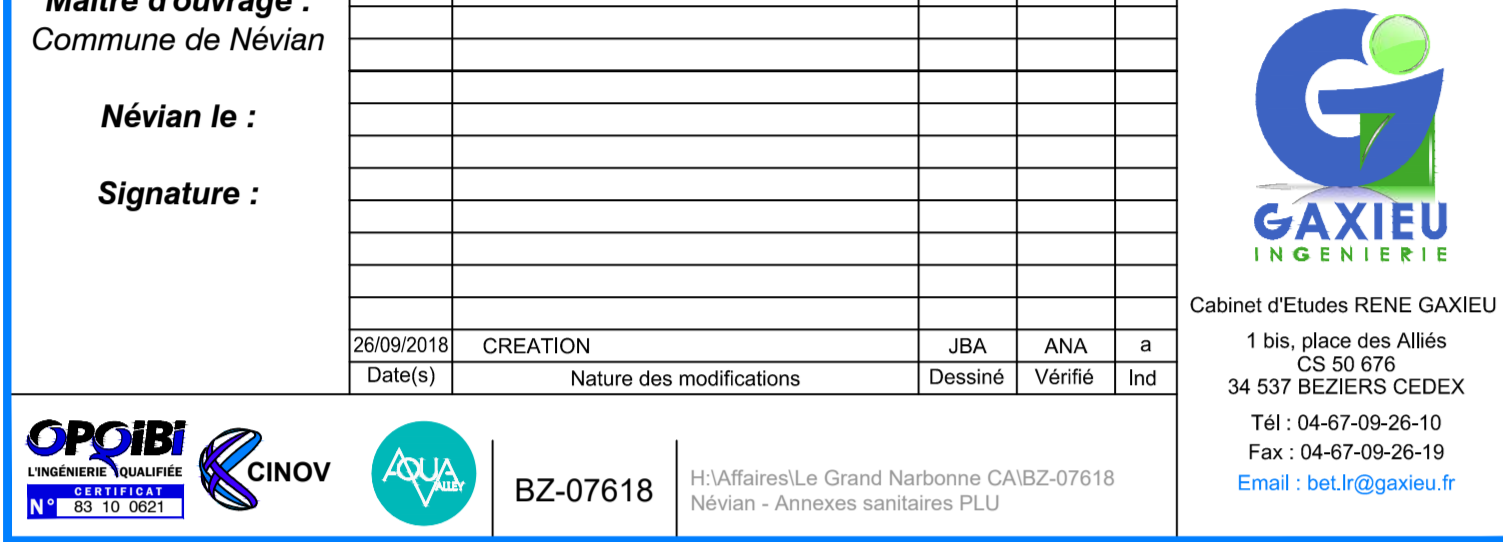 Maître d'ouvrage :
Commune de Névian
Névian le :
Signature :
26/09/2018 CREATION JBA ANA a
Date(s) Nature des modifications Dessiné Vérifié Ind
GAXIEU
INGENIERIE
Cabinet d'Etudes RENE GAXIEU
1 bis, place des Alliés
CS 50 676
34 537 BEZIERS CEDEX
Tél : 04-67-09-26-10
Fax : 04-67-09-26-19
Email : bet.lr@gaxieu.fr
OPQIBI
L'INGÉNIERIE QUALIFIÉE
CERTIFICAT
N° 83 10 0621
CINOV
AQUA
VALLEY
BZ-07618
H:\Affaires\Le Grand Narbonne CA\BZ-07618
Névian - Annexes sanitaires PLU